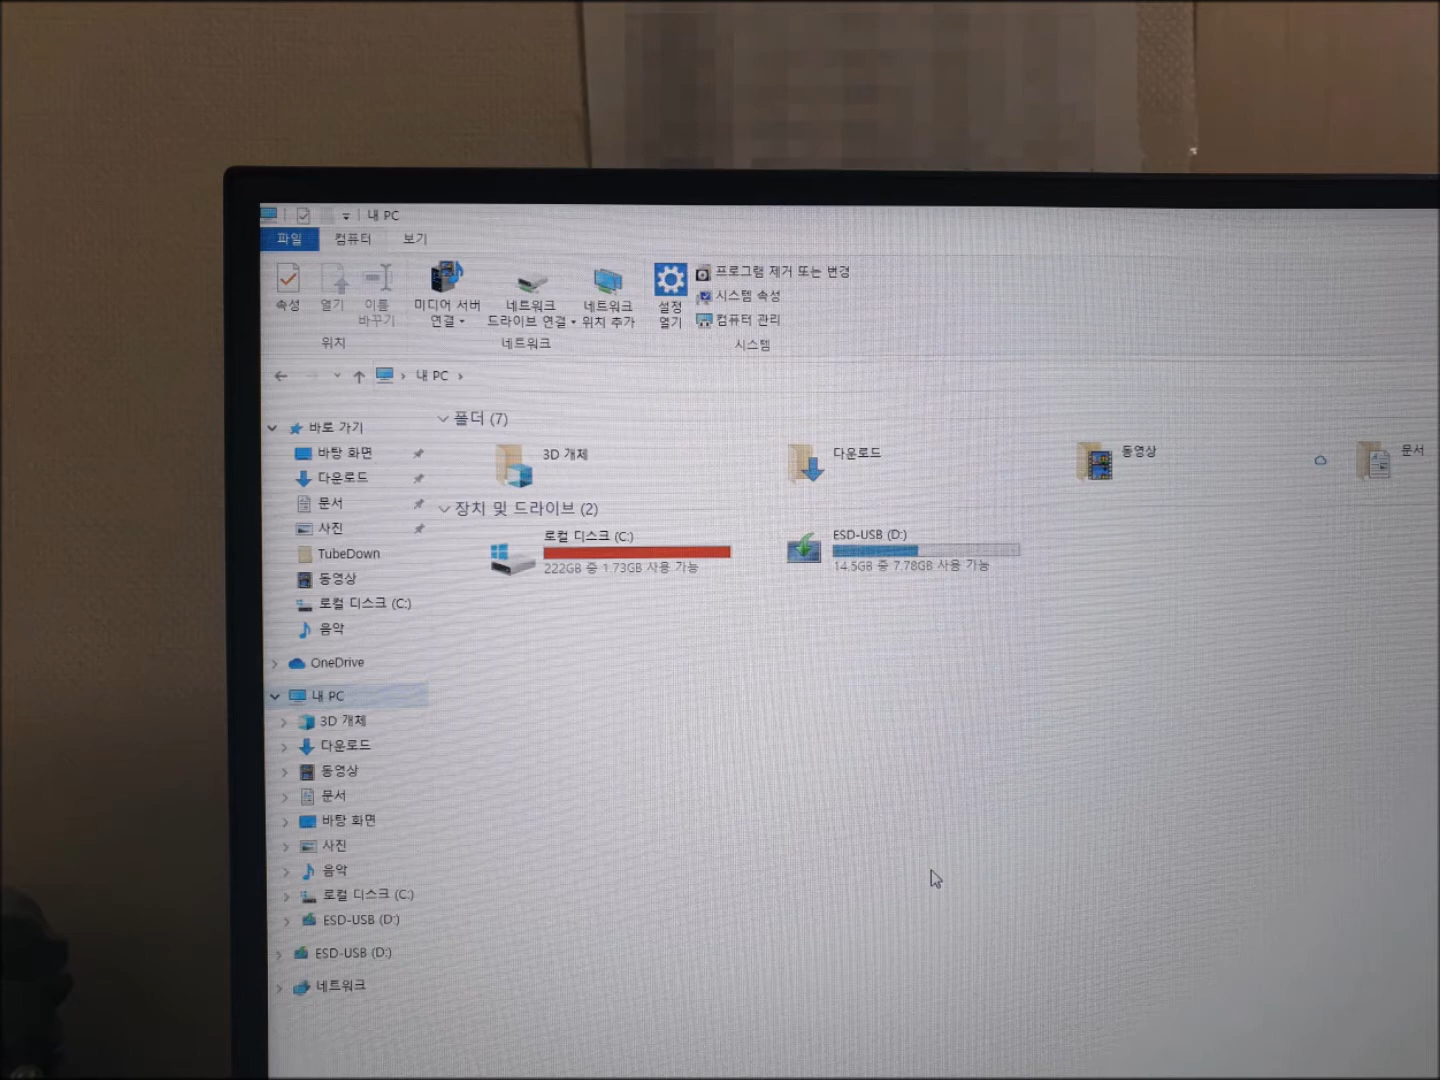 내 PC
파일 컴퓨터 보기
속성
열기
이름 바꾸기
미디어 서버 연결
네트워크 드라이브 연결
네트워크 위치 추가
설정 열기
프로그램 제거 또는 변경
시스템 속성
컴퓨터 관리
위치 네트워크 시스템
내 PC
바로 가기
바탕 화면
다운로드
문서
사진
TubeDown
동영상
로컬 디스크 (C:)
음악
OneDrive
내 PC
3D 개체
다운로드
동영상
문서
바탕 화면
사진
음악
로컬 디스크 (C:)
ESD-USB (D:)
ESD-USB (D:)
네트워크
폴더 (7)
3D 개체
다운로드
동영상
문서
장치 및 드라이브 (2)
로컬 디스크 (C:)
222GB 중 1.73GB 사용 가능
ESD-USB (D:)
14.5GB 중 7.78GB 사용 가능